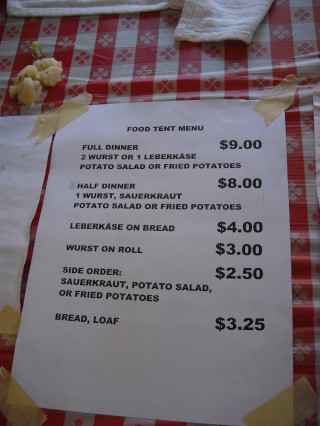 FOOD TENT MENU
FULL DINNER $9.00
2 WURST OR 1 LEBERKÄSE
POTATO SALAD OR FRIED POTATOES
HALF DINNER $8.00
1 WURST, SAUERKRAUT
POTATO SALAD OR FRIED POTATOES
LEBERKÄSE ON BREAD $4.00
WURST ON ROLL $3.00
SIDE ORDER: $2.50
SAUERKRAUT, POTATO SALAD,
OR FRIED POTATOES
BREAD, LOAF $3.25